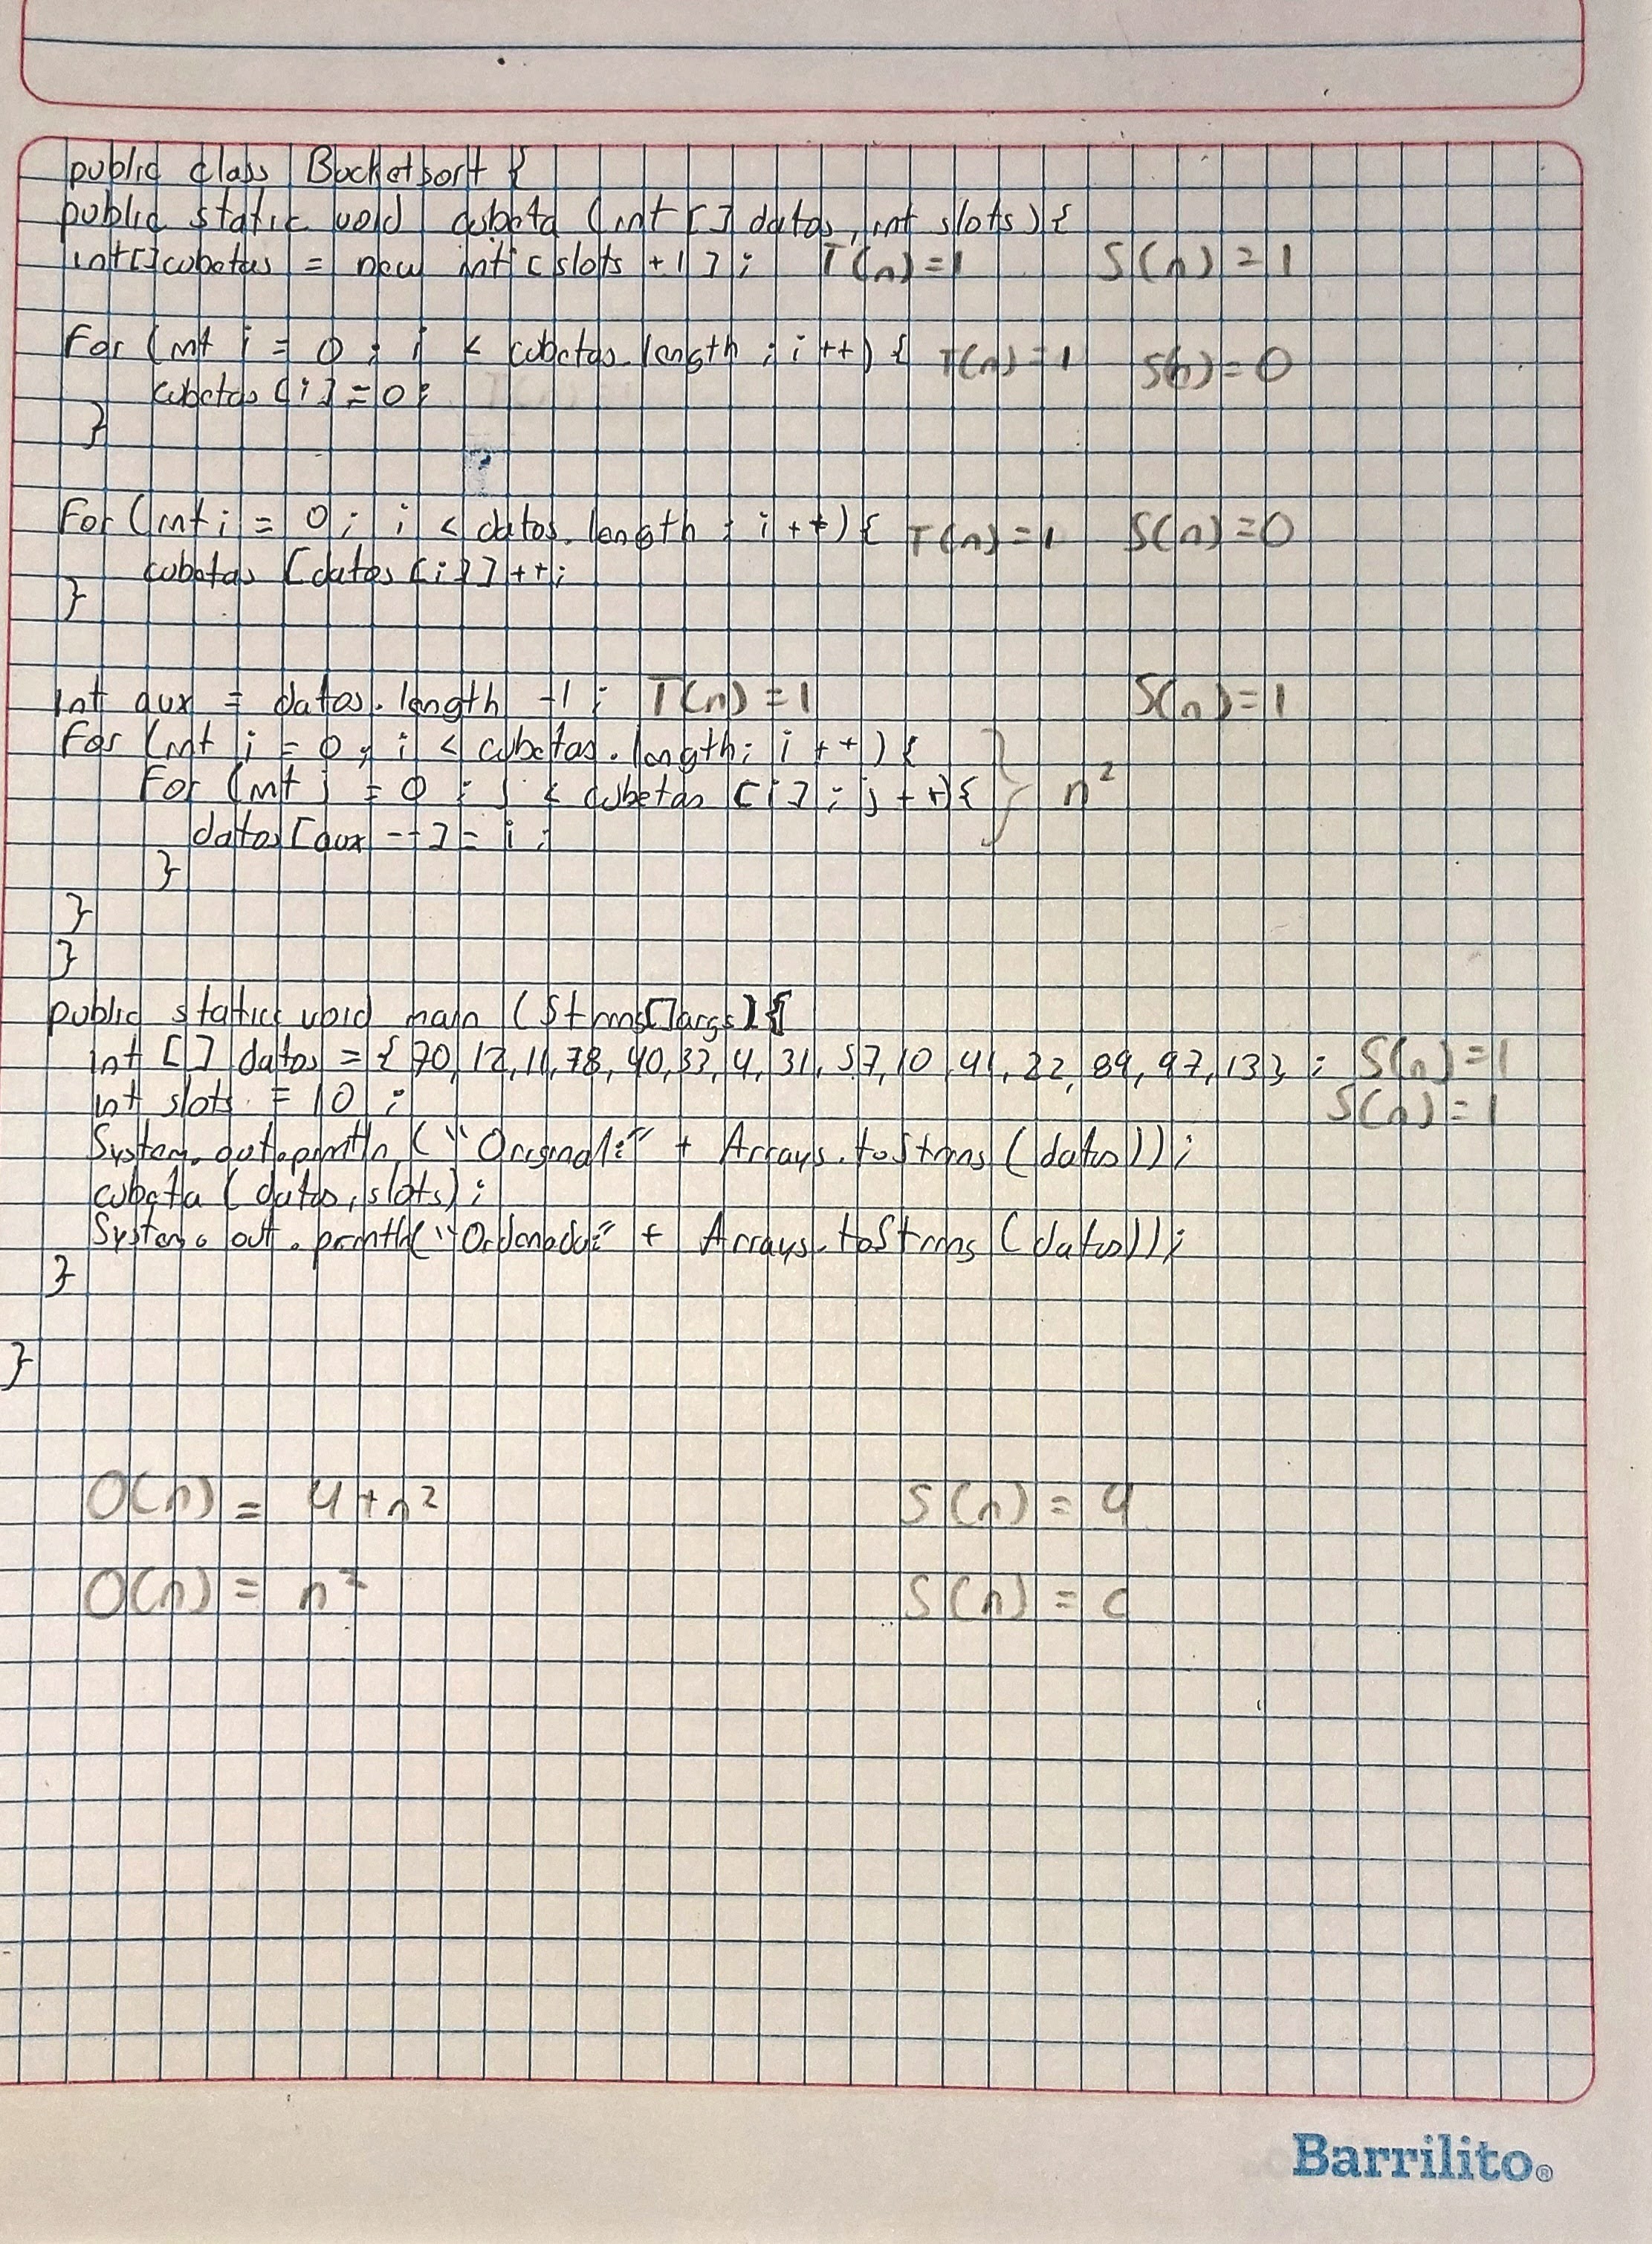 public class Bucketsort {
public static void cubeta (int [] datos, int slots) {
int[] cubetas = new int [slots + 1]; T(n) = 1 S(n) = 1
For (int i = 0; i < cubetas.length; i++) { T(n) = 1 S(n) = 0
cubetas [i] = 0;
}
For (int i = 0; i < datos.length; i++) { T(n) = 1 S(n) = 0
cubetas [datos [i]]++;
}
int aux = datos.length -1; T(n) = 1 S(n) = 1
For (int i = 0; i < cubetas.length; i++) {
For (int j = 0; j < cubetas [i]; j++) { n²
datos [aux --] = i;
}
}
}
public static void main (String[] args) {
int [] datos = {70, 12, 11, 78, 40, 33, 4, 31, 57, 10, 41, 22, 89, 97, 13}; S(n) = 1
int slots = 10; S(n) = 1
System.out.println ("Original:" + Arrays.toString (datos));
cubeta (datos, slots);
System.out.println("Ordenado:" + Arrays.toString (datos));
}
}
O(n) = 4 + n² S(n) = 4
O(n) = n² S(n) = c
Barrilito®